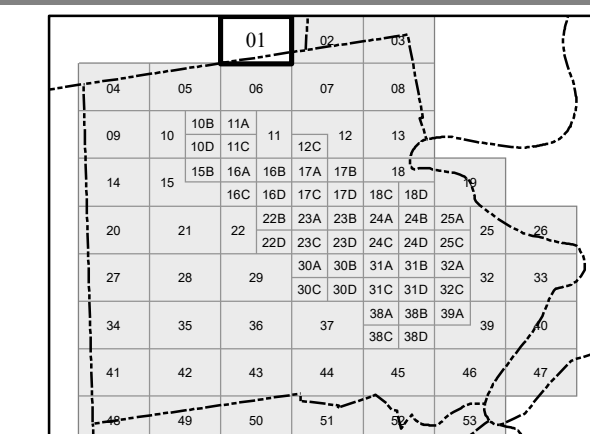 01 02 03
04 05 06 07 08
10B 11A
09 10 11 12 13
10D 11C 12C
15B 16A 16B 17A 17B 18
14 15 19
16C 16D 17C 17D 18C 18D
22B 23A 23B 24A 24B 25A
20 21 22 25 26
22D 23C 23D 24C 24D 25C
30A 30B 31A 31B 32A
27 28 29 32 33
30C 30D 31C 31D 32C
38A 38B 39A
34 35 36 37 39 40
38C 38D
41 42 43 44 45 46 47
48 49 50 51 52 53